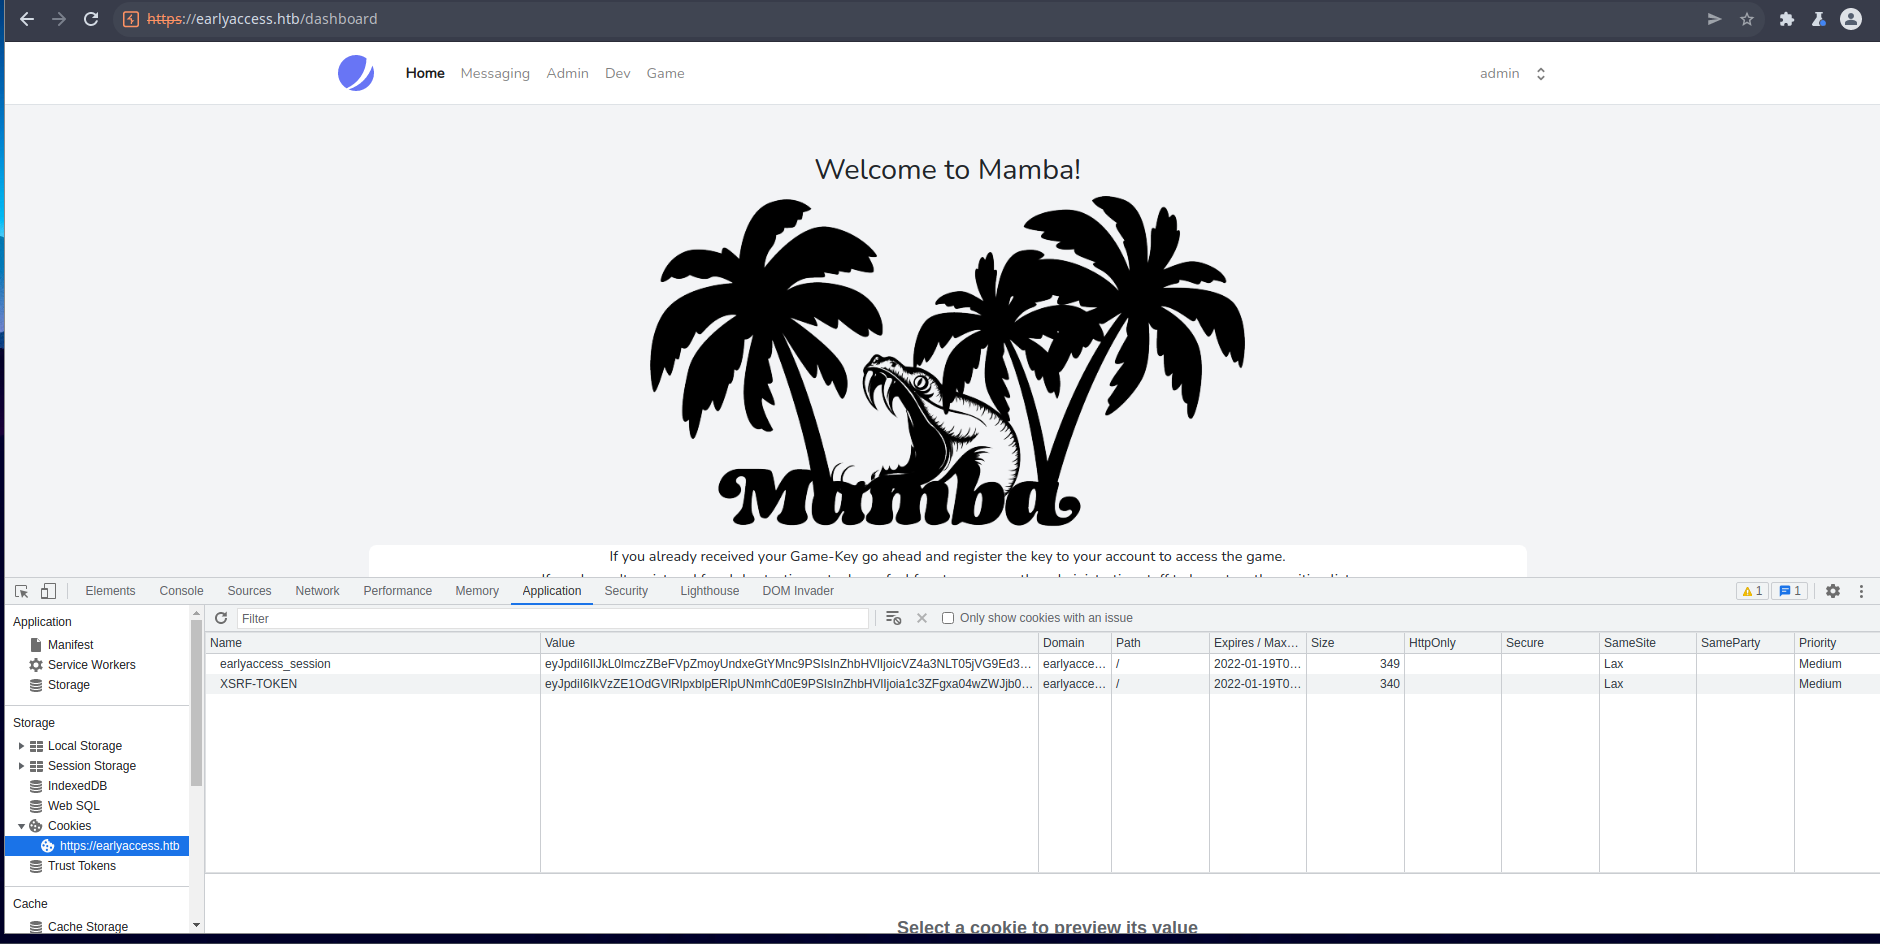 https://earlyaccess.htb/dashboard
Home Messaging Admin Dev Game admin
Welcome to Mamba!
Mamba
If you already received your Game-Key go ahead and register the key to your account to access the game.
Elements Console Sources Network Performance Memory Application Security Lighthouse DOM Invader 1 1
Application
Manifest
Service Workers
Storage
Storage
Local Storage
Session Storage
IndexedDB
Web SQL
Cookies
https://earlyaccess.htb
Trust Tokens
Cache
Cache Storage
Filter Only show cookies with an issue
Name Value Domain Path Expires / Max... Size HttpOnly Secure SameSite SameParty Priority
earlyaccess_session earlyacce... / 2022-01-19T0... 349 Lax Medium
XSRF-TOKEN earlyacce... / 2022-01-19T0... 340 Lax Medium
Select a cookie to preview its value